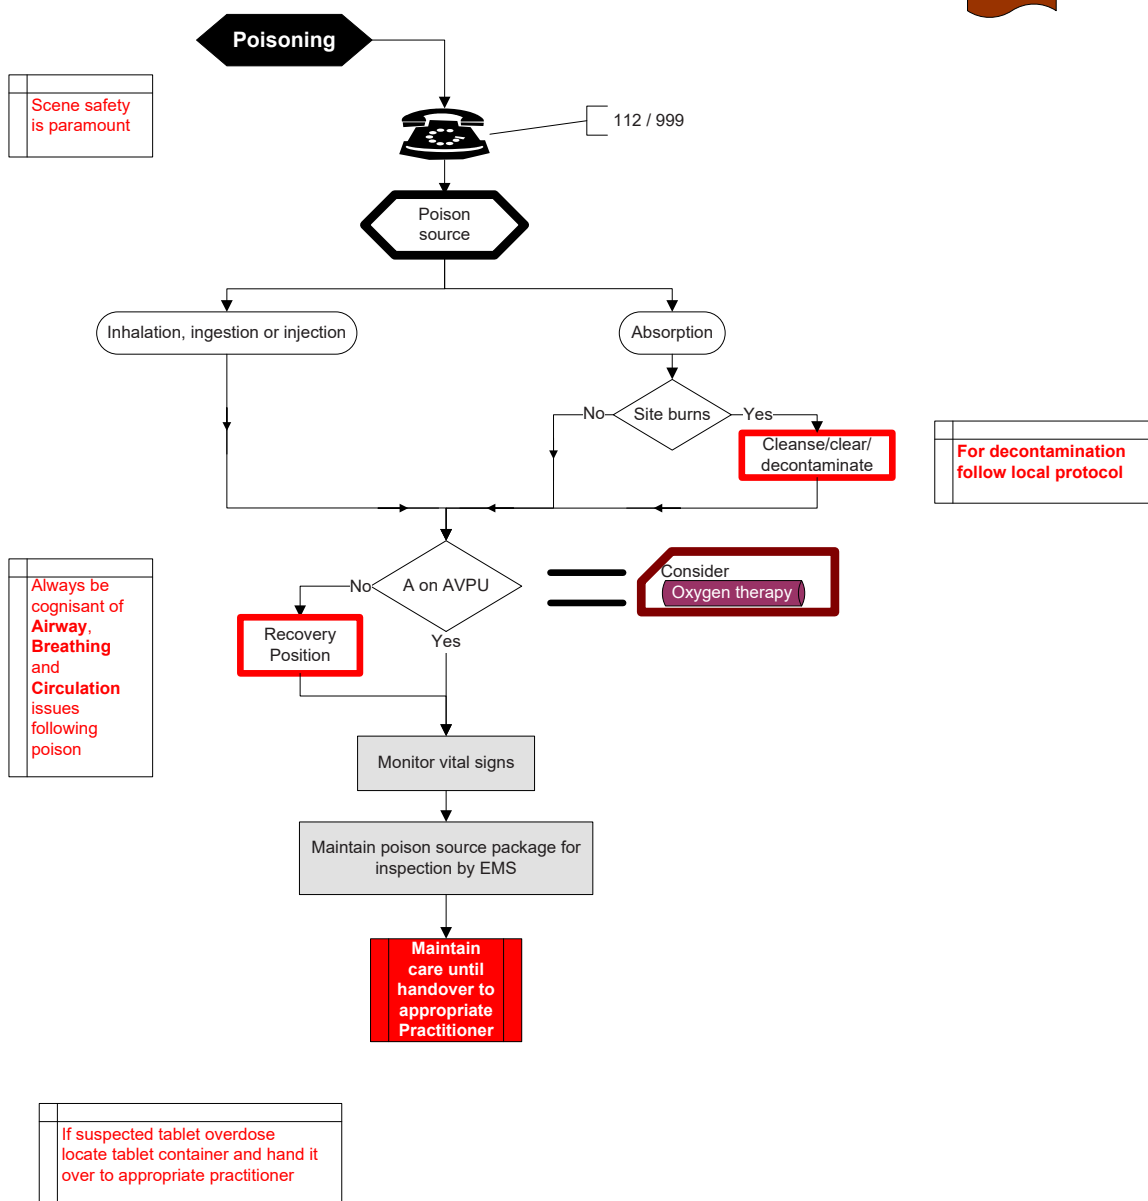 Poisoning
Scene safety
is paramount
112 / 999
Poison
source
Inhalation, ingestion or injection
Absorption
No
Site burns
Yes
Cleanse/clear/
decontaminate
For decontamination
follow local protocol
Always be
cognisant of
Airway,
Breathing
and
Circulation
issues
following
poison
No
A on AVPU
Yes
Consider
Oxygen therapy
Recovery
Position
Monitor vital signs
Maintain poison source package for
inspection by EMS
Maintain
care until
handover to
appropriate
Practitioner
If suspected tablet overdose
locate tablet container and hand it
over to appropriate practitioner